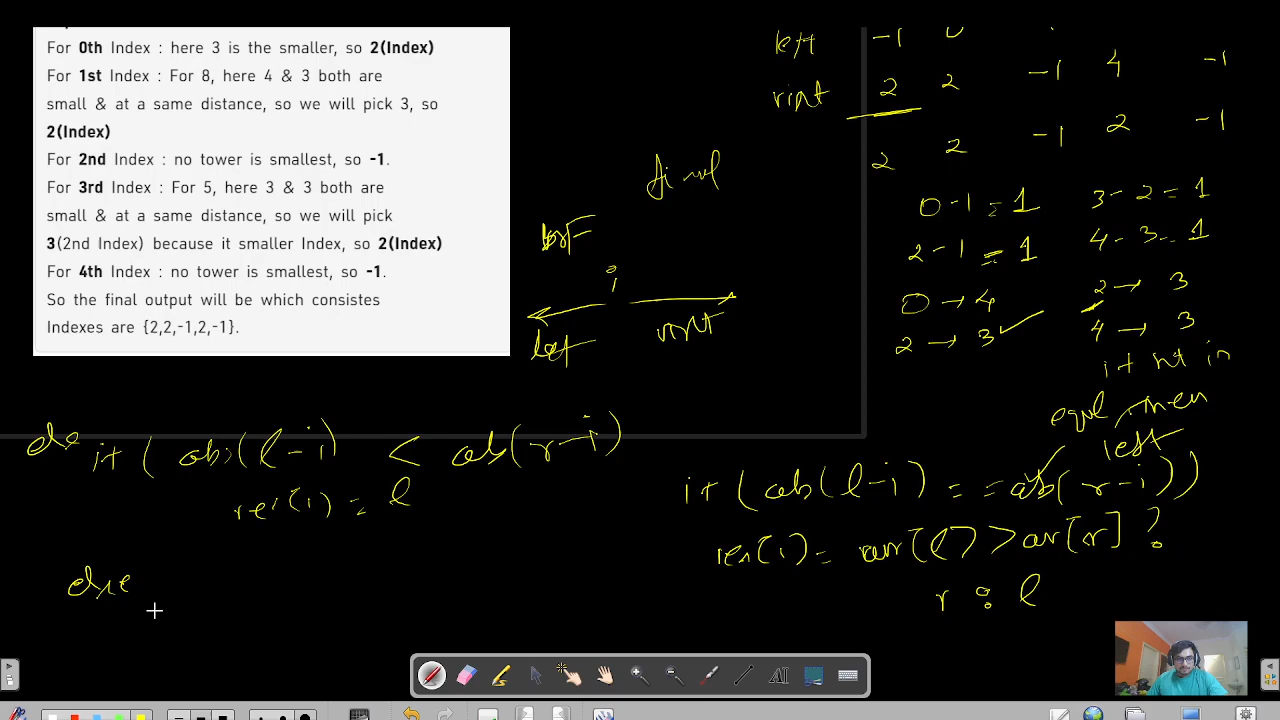 For 0th Index : here 3 is the smaller, so 2(Index)
For 1st Index : For 8, here 4 & 3 both are
small & at a same distance, so we will pick 3, so
2(Index)
For 2nd Index : no tower is smallest, so -1.
For 3rd Index : For 5, here 3 & 3 both are
small & at a same distance, so we will pick
3(2nd Index) because it smaller Index, so 2(Index)
For 4th Index : no tower is smallest, so -1.
So the final output will be which consistes
Indexes are {2,2,-1,2,-1}.
left -1 0
right 2 2 -1 4 -1
2 2 -1 2 -1
final
i
left right
0-1 = 1 3-2=1
2-1 = 1 4-3=1
0 → 4 2 → 3
2 → 3 4 → 3
equl then
left
else if ( abs(l-i) < abs(r-i)
res[i] = l
if (abs(l-i) == abs(r-i))
res[i] = arr[l] > arr[r] ?
r : l
else
AI